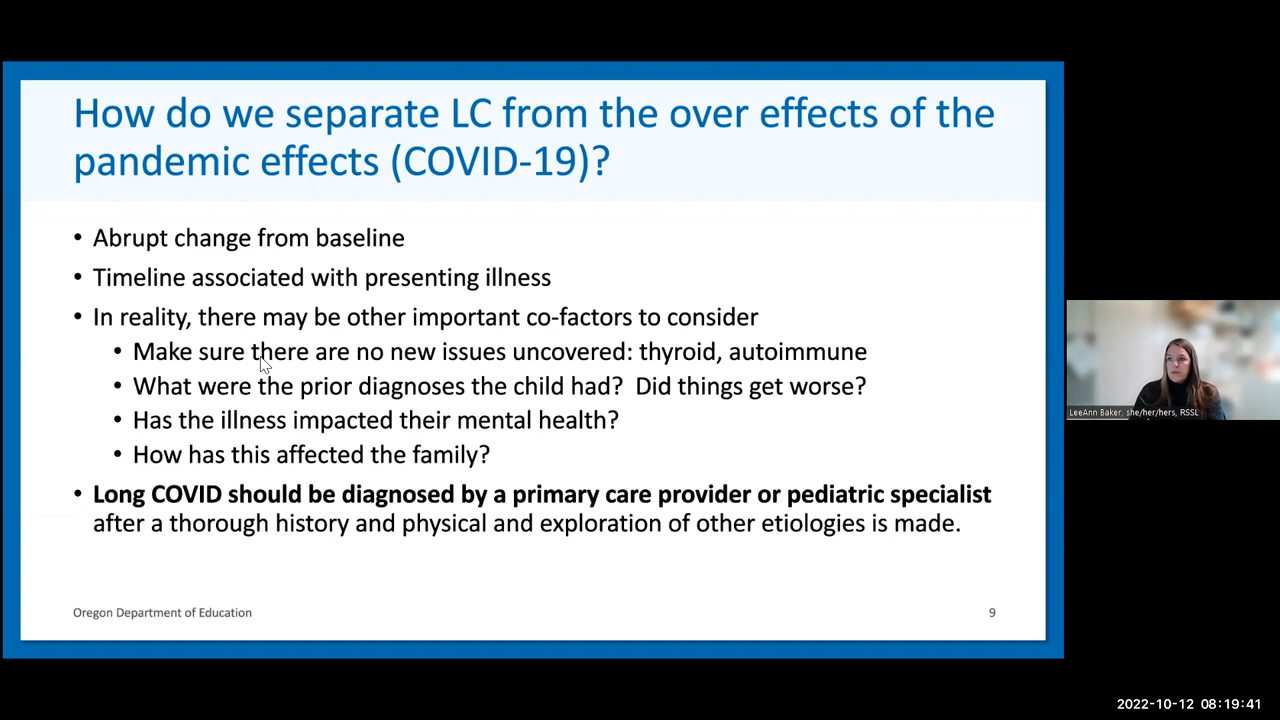 How do we separate LC from the over effects of the
pandemic effects (COVID-19)?
• Abrupt change from baseline
• Timeline associated with presenting illness
• In reality, there may be other important co-factors to consider
• Make sure there are no new issues uncovered: thyroid, autoimmune
• What were the prior diagnoses the child had?  Did things get worse?
• Has the illness impacted their mental health?
• How has this affected the family?
• Long COVID should be diagnosed by a primary care provider or pediatric specialist
after a thorough history and physical and exploration of other etiologies is made.
Oregon Department of Education
9
LeeAnn Baker, she/her/hers, RSSL
2022-10-12 08:19:41